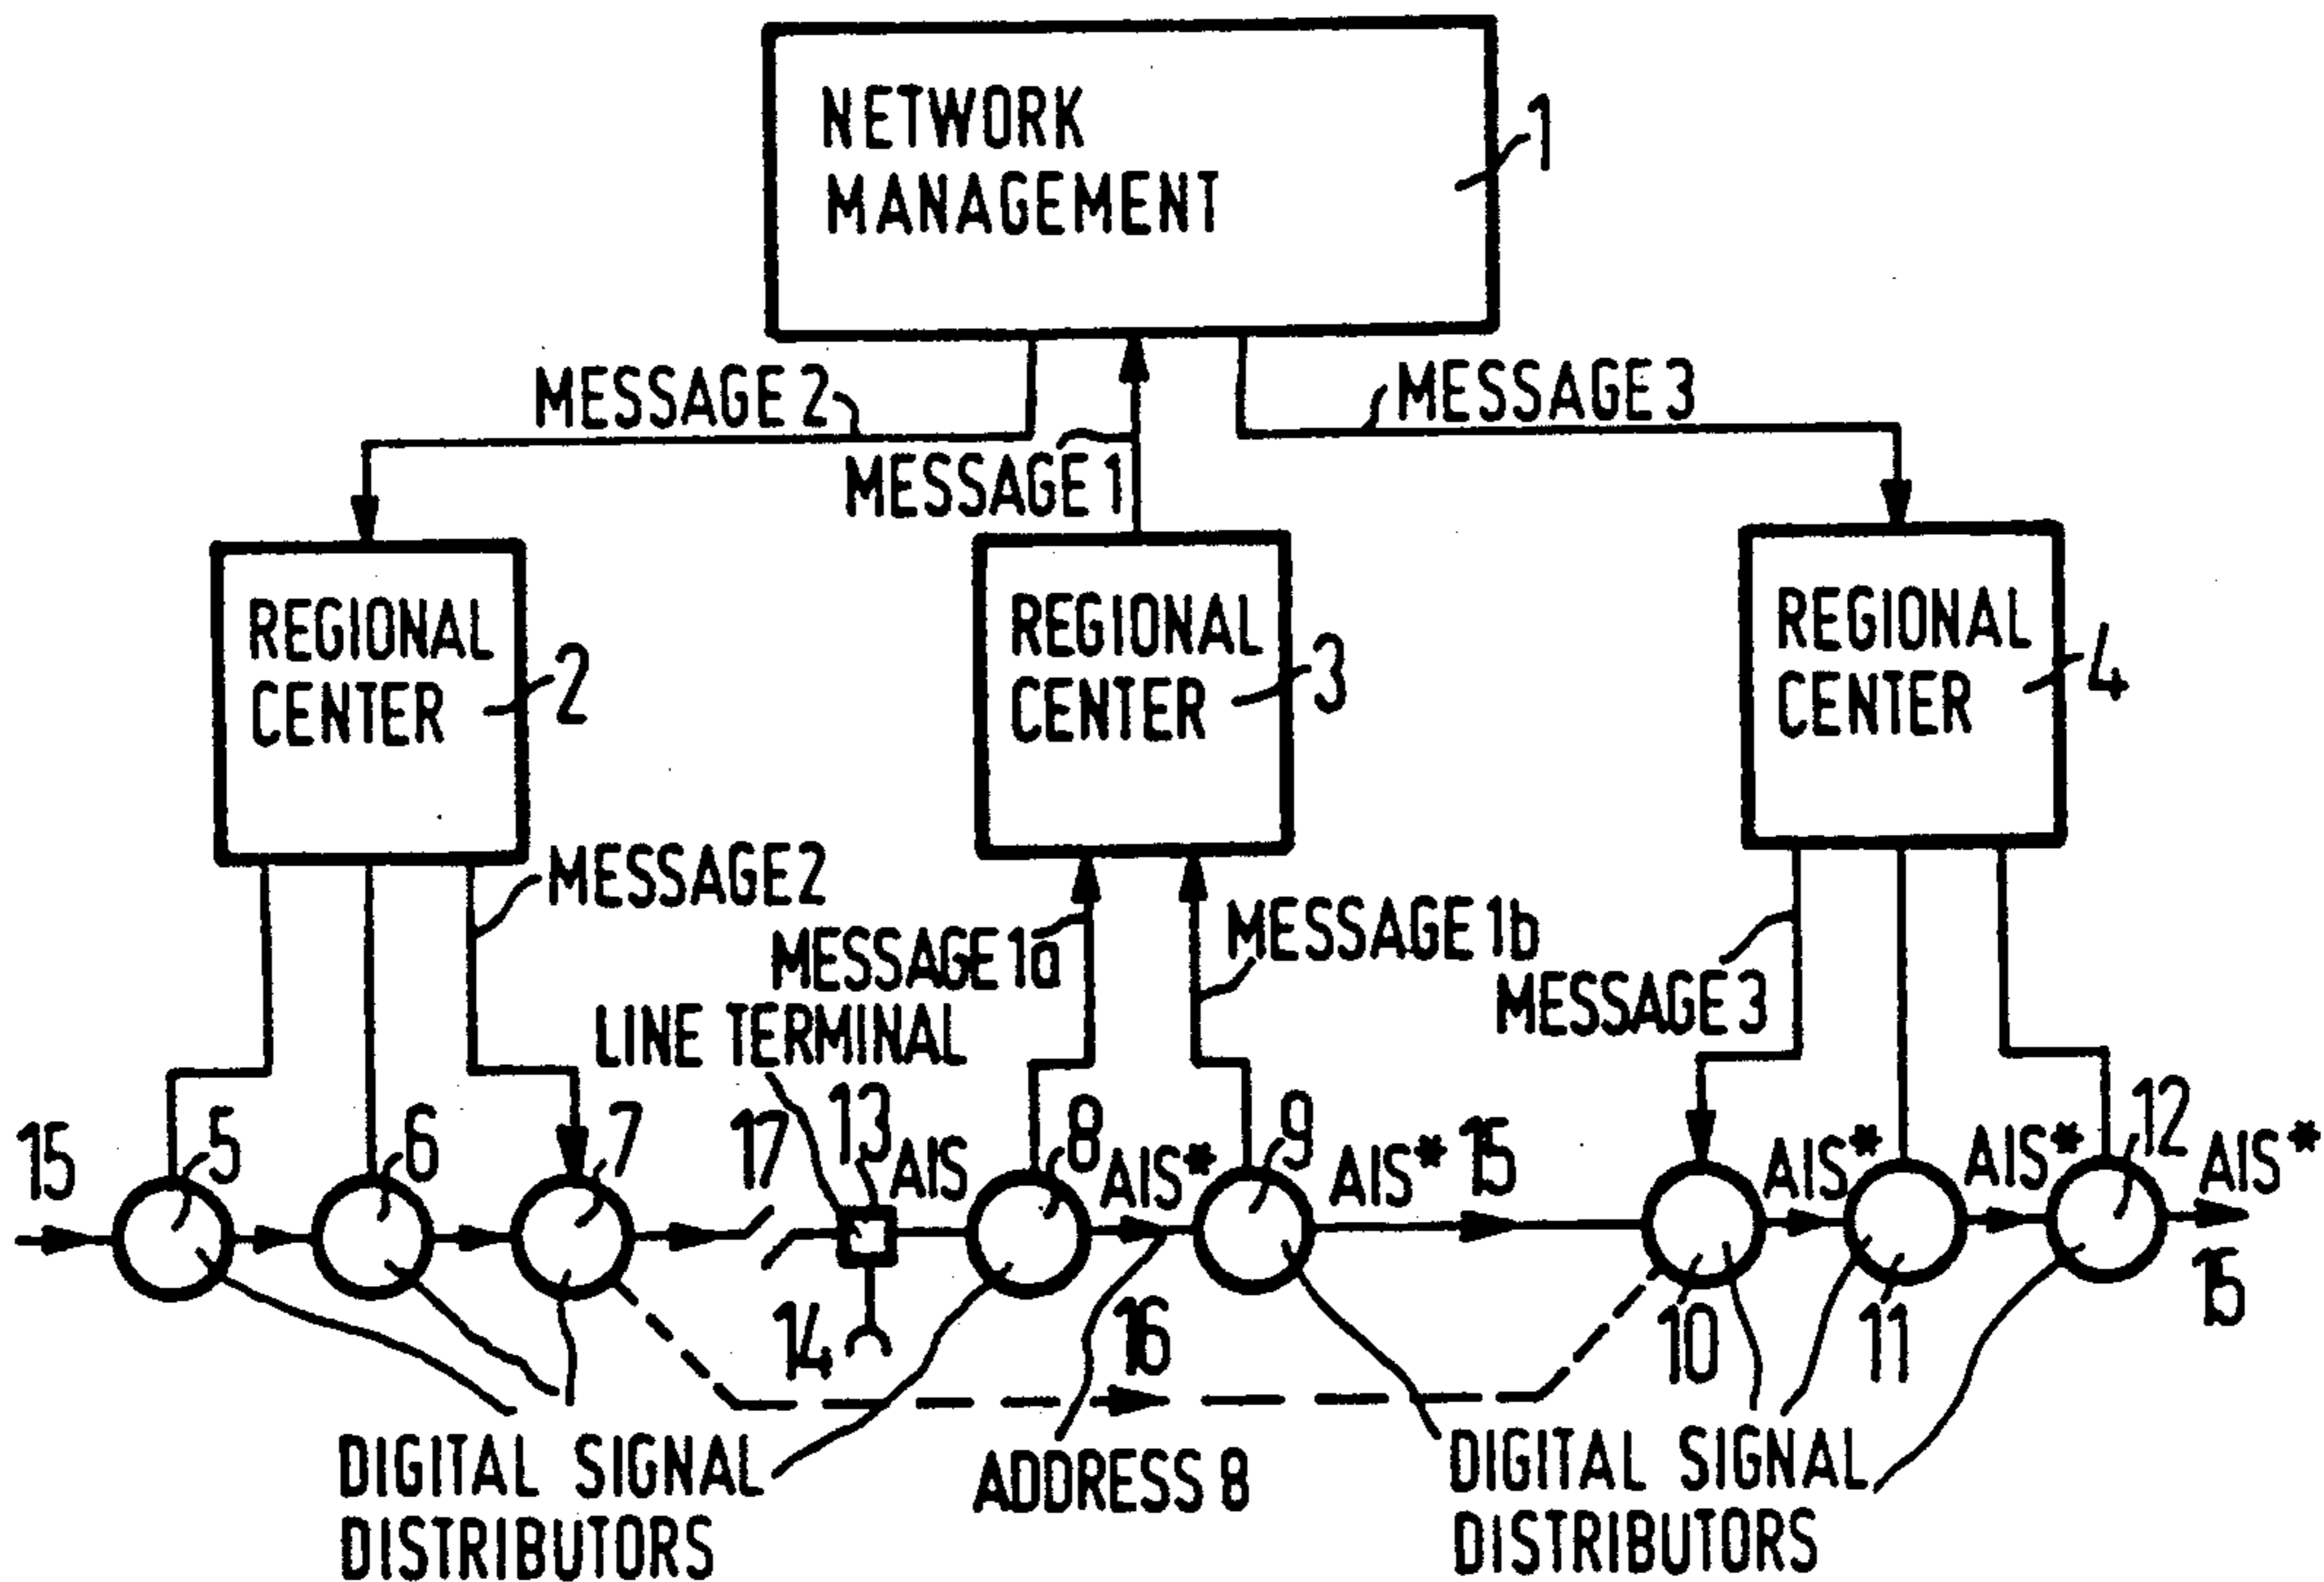 NETWORK
MANAGEMENT
1
MESSAGE 2
MESSAGE 3
MESSAGE 1
REGIONAL
CENTER
2
REGIONAL
CENTER
3
REGIONAL
CENTER
4
MESSAGE2
MESSAGE 1a
MESSAGE 1b
MESSAGE 3
LINE TERMINAL
15
5
6
7
17
13
AIS
8
AIS*
9
AIS*
15
AIS*
AIS*
12
AIS*
14
16
10
11
15
DIGITAL SIGNAL
DISTRIBUTORS
ADDRESS 8
DIGITAL SIGNAL
DISTRIBUTORS